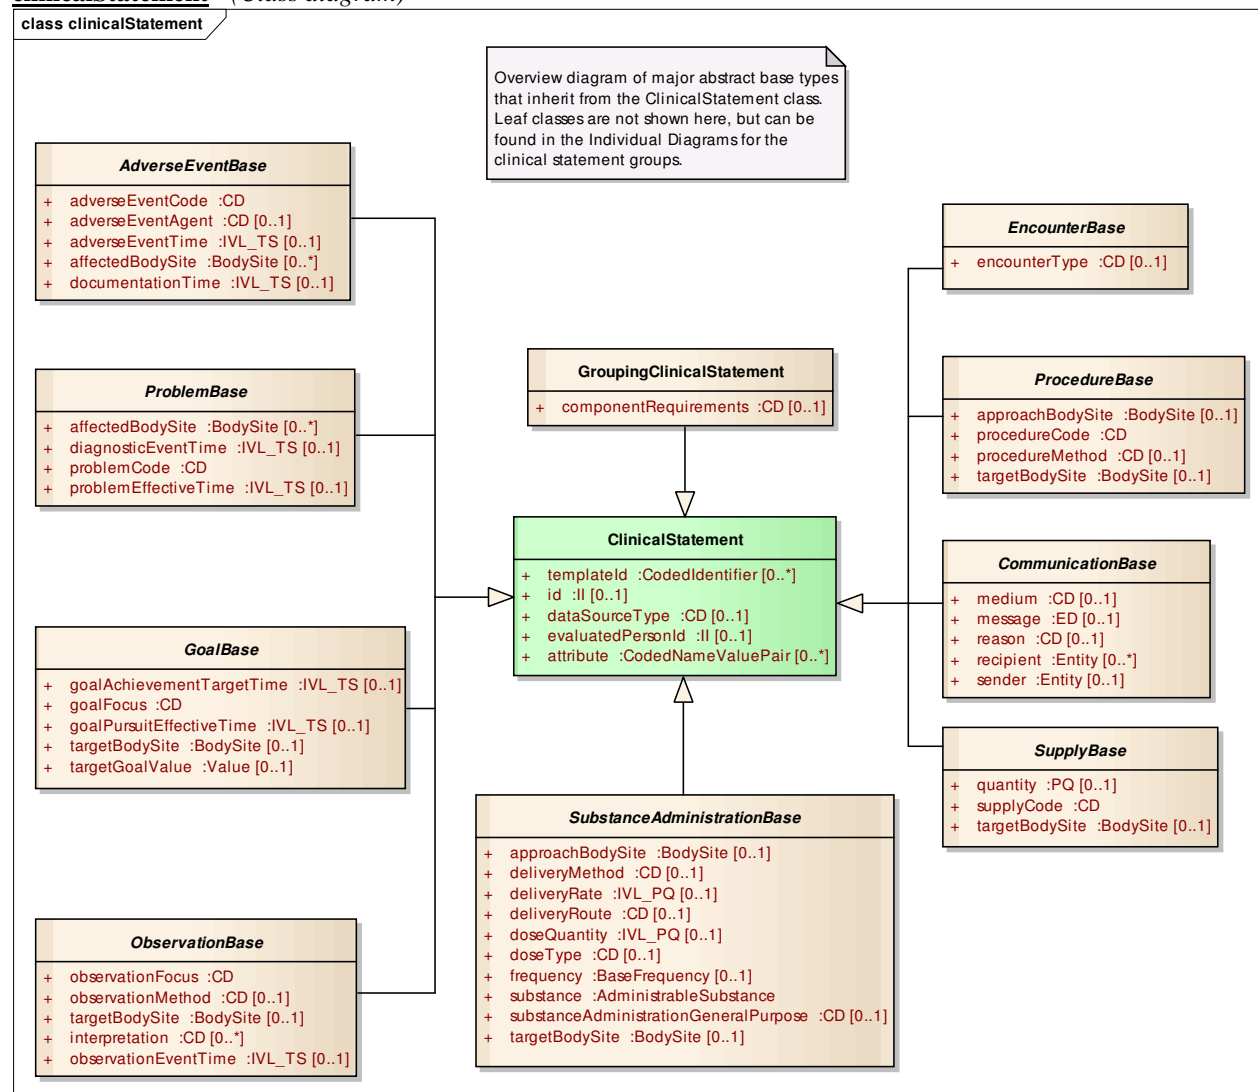 clinicalStatement (Class diagram)
class clinicalStatement
Overview diagram of major abstract base types
that inherit from the ClinicalStatement class.
Leaf classes are not shown here, but can be
found in the Individual Diagrams for the
clinical statement groups.
AdverseEventBase
+ adverseEventCode :CD
+ adverseEventAgent :CD [0..1]
+ adverseEventTime :IVL_TS [0..1]
+ affectedBodySite :BodySite [0..*]
+ documentationTime :IVL_TS [0..1]
EncounterBase
+ encounterType :CD [0..1]
GroupingClinicalStatement
+ componentRequirements :CD [0..1]
ProblemBase
+ affectedBodySite :BodySite [0..*]
+ diagnosticEventTime :IVL_TS [0..1]
+ problemCode :CD
+ problemEffectiveTime :IVL_TS [0..1]
ProcedureBase
+ approachBodySite :BodySite [0..1]
+ procedureCode :CD
+ procedureMethod :CD [0..1]
+ targetBodySite :BodySite [0..1]
ClinicalStatement
+ templateId :CodedIdentifier [0..*]
+ id :II [0..1]
+ dataSourceType :CD [0..1]
+ evaluatedPersonId :II [0..1]
+ attribute :CodedNameValuePair [0..*]
CommunicationBase
+ medium :CD [0..1]
+ message :ED [0..1]
+ reason :CD [0..1]
+ recipient :Entity [0..*]
+ sender :Entity [0..1]
GoalBase
+ goalAchievementTargetTime :IVL_TS [0..1]
+ goalFocus :CD
+ goalPursuitEffectiveTime :IVL_TS [0..1]
+ targetBodySite :BodySite [0..1]
+ targetGoalValue :Value [0..1]
SupplyBase
+ quantity :PQ [0..1]
+ supplyCode :CD
+ targetBodySite :BodySite [0..1]
SubstanceAdministrationBase
+ approachBodySite :BodySite [0..1]
+ deliveryMethod :CD [0..1]
+ deliveryRate :IVL_PQ [0..1]
+ deliveryRoute :CD [0..1]
+ doseQuantity :IVL_PQ [0..1]
+ doseType :CD [0..1]
+ frequency :BaseFrequency [0..1]
+ substance :AdministrableSubstance
+ substanceAdministrationGeneralPurpose :CD [0..1]
+ targetBodySite :BodySite [0..1]
ObservationBase
+ observationFocus :CD
+ observationMethod :CD [0..1]
+ targetBodySite :BodySite [0..1]
+ interpretation :CD [0..*]
+ observationEventTime :IVL_TS [0..1]